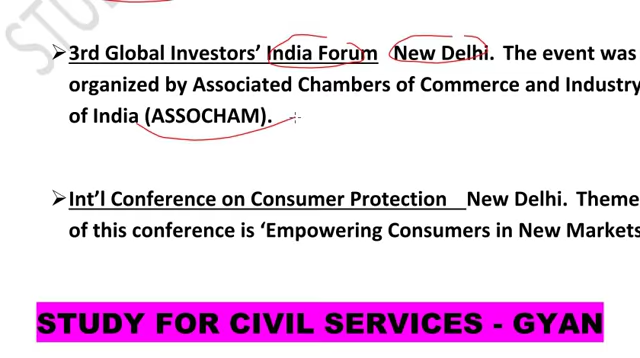 STU
➢3rd Global Investors’ India Forum New Delhi. The event was
organized by Associated Chambers of Commerce and Industry
of India (ASSOCHAM).
➢Int’l Conference on Consumer Protection New Delhi. Theme
of this conference is ‘Empowering Consumers in New Markets
STUDY FOR CIVIL SERVICES - GYAN